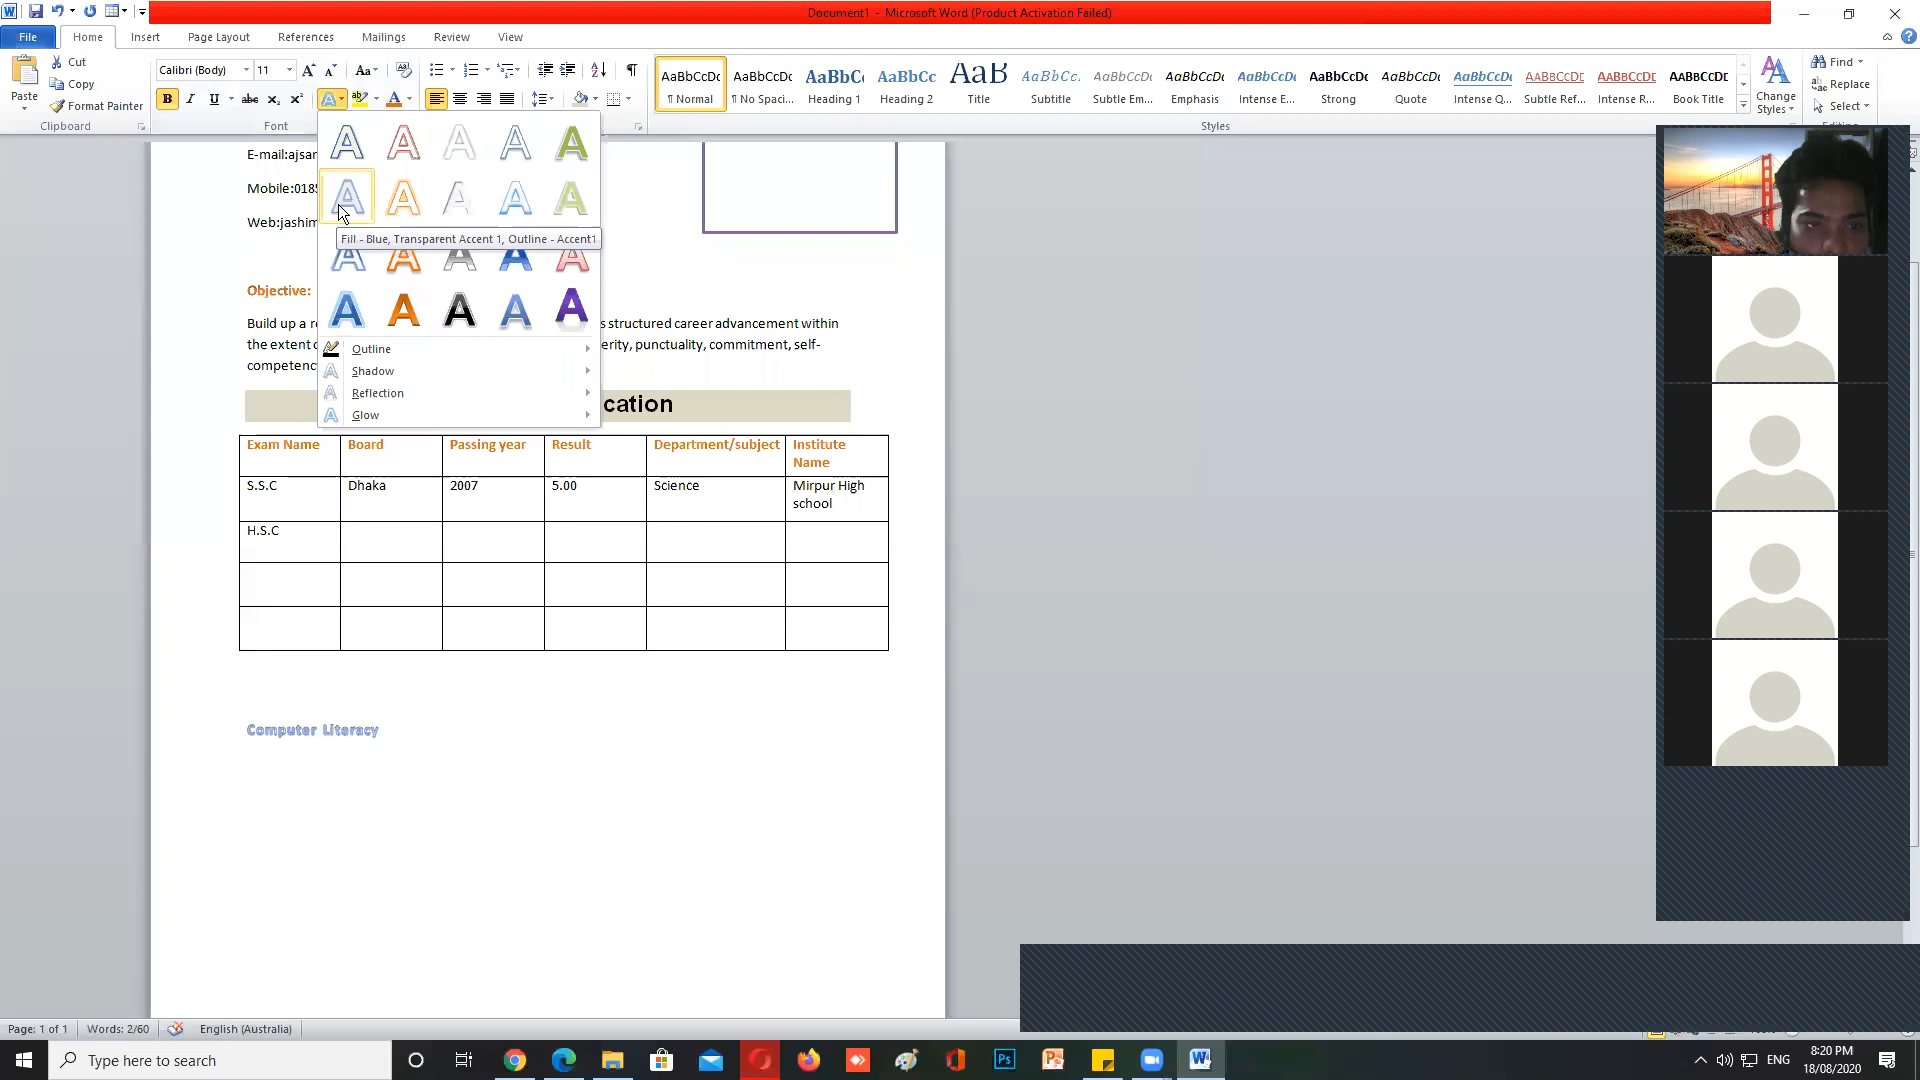 Document1 - Microsoft Word (Product Activation Failed)
File Home Insert Page Layout References Mailings Review View
Paste
Cut
Copy
Format Painter
Clipboard
Calibri (Body) 11
Font
AaBbCcDc AaBbCcDc AaBbCc AaBbCc AaB AaBbCc. AaBbCcDc AaBbCcDc AaBbCcDc AaBbCcDc AaBbCcDc AaBbCcDc AaBbCcDc AaBbCcDc AaBbCcDc
¶ Normal ¶ No Spaci... Heading 1 Heading 2 Title Subtitle Subtle Em... Emphasis Intense E... Strong Quote Intense Q... Subtle Ref... Intense R... Book Title
Styles
Change Styles
Find
Replace
Select
Editing
Fill - Blue, Transparent Accent 1, Outline - Accent1
Outline
Shadow
Reflection
Glow
E-mail:ajsar
Mobile:0185
Web:jashim
Objective:
Build up a r s structured career advancement within
the extent erity, punctuality, commitment, self-
competenc
cation
Exam Name Board Passing year Result Department/subject Institute Name
S.S.C Dhaka 2007 5.00 Science Mirpur High school
H.S.C
Computer Literacy
Page: 1 of 1 Words: 2/60 English (Australia)
Type here to search
ENG
8:20 PM
18/08/2020